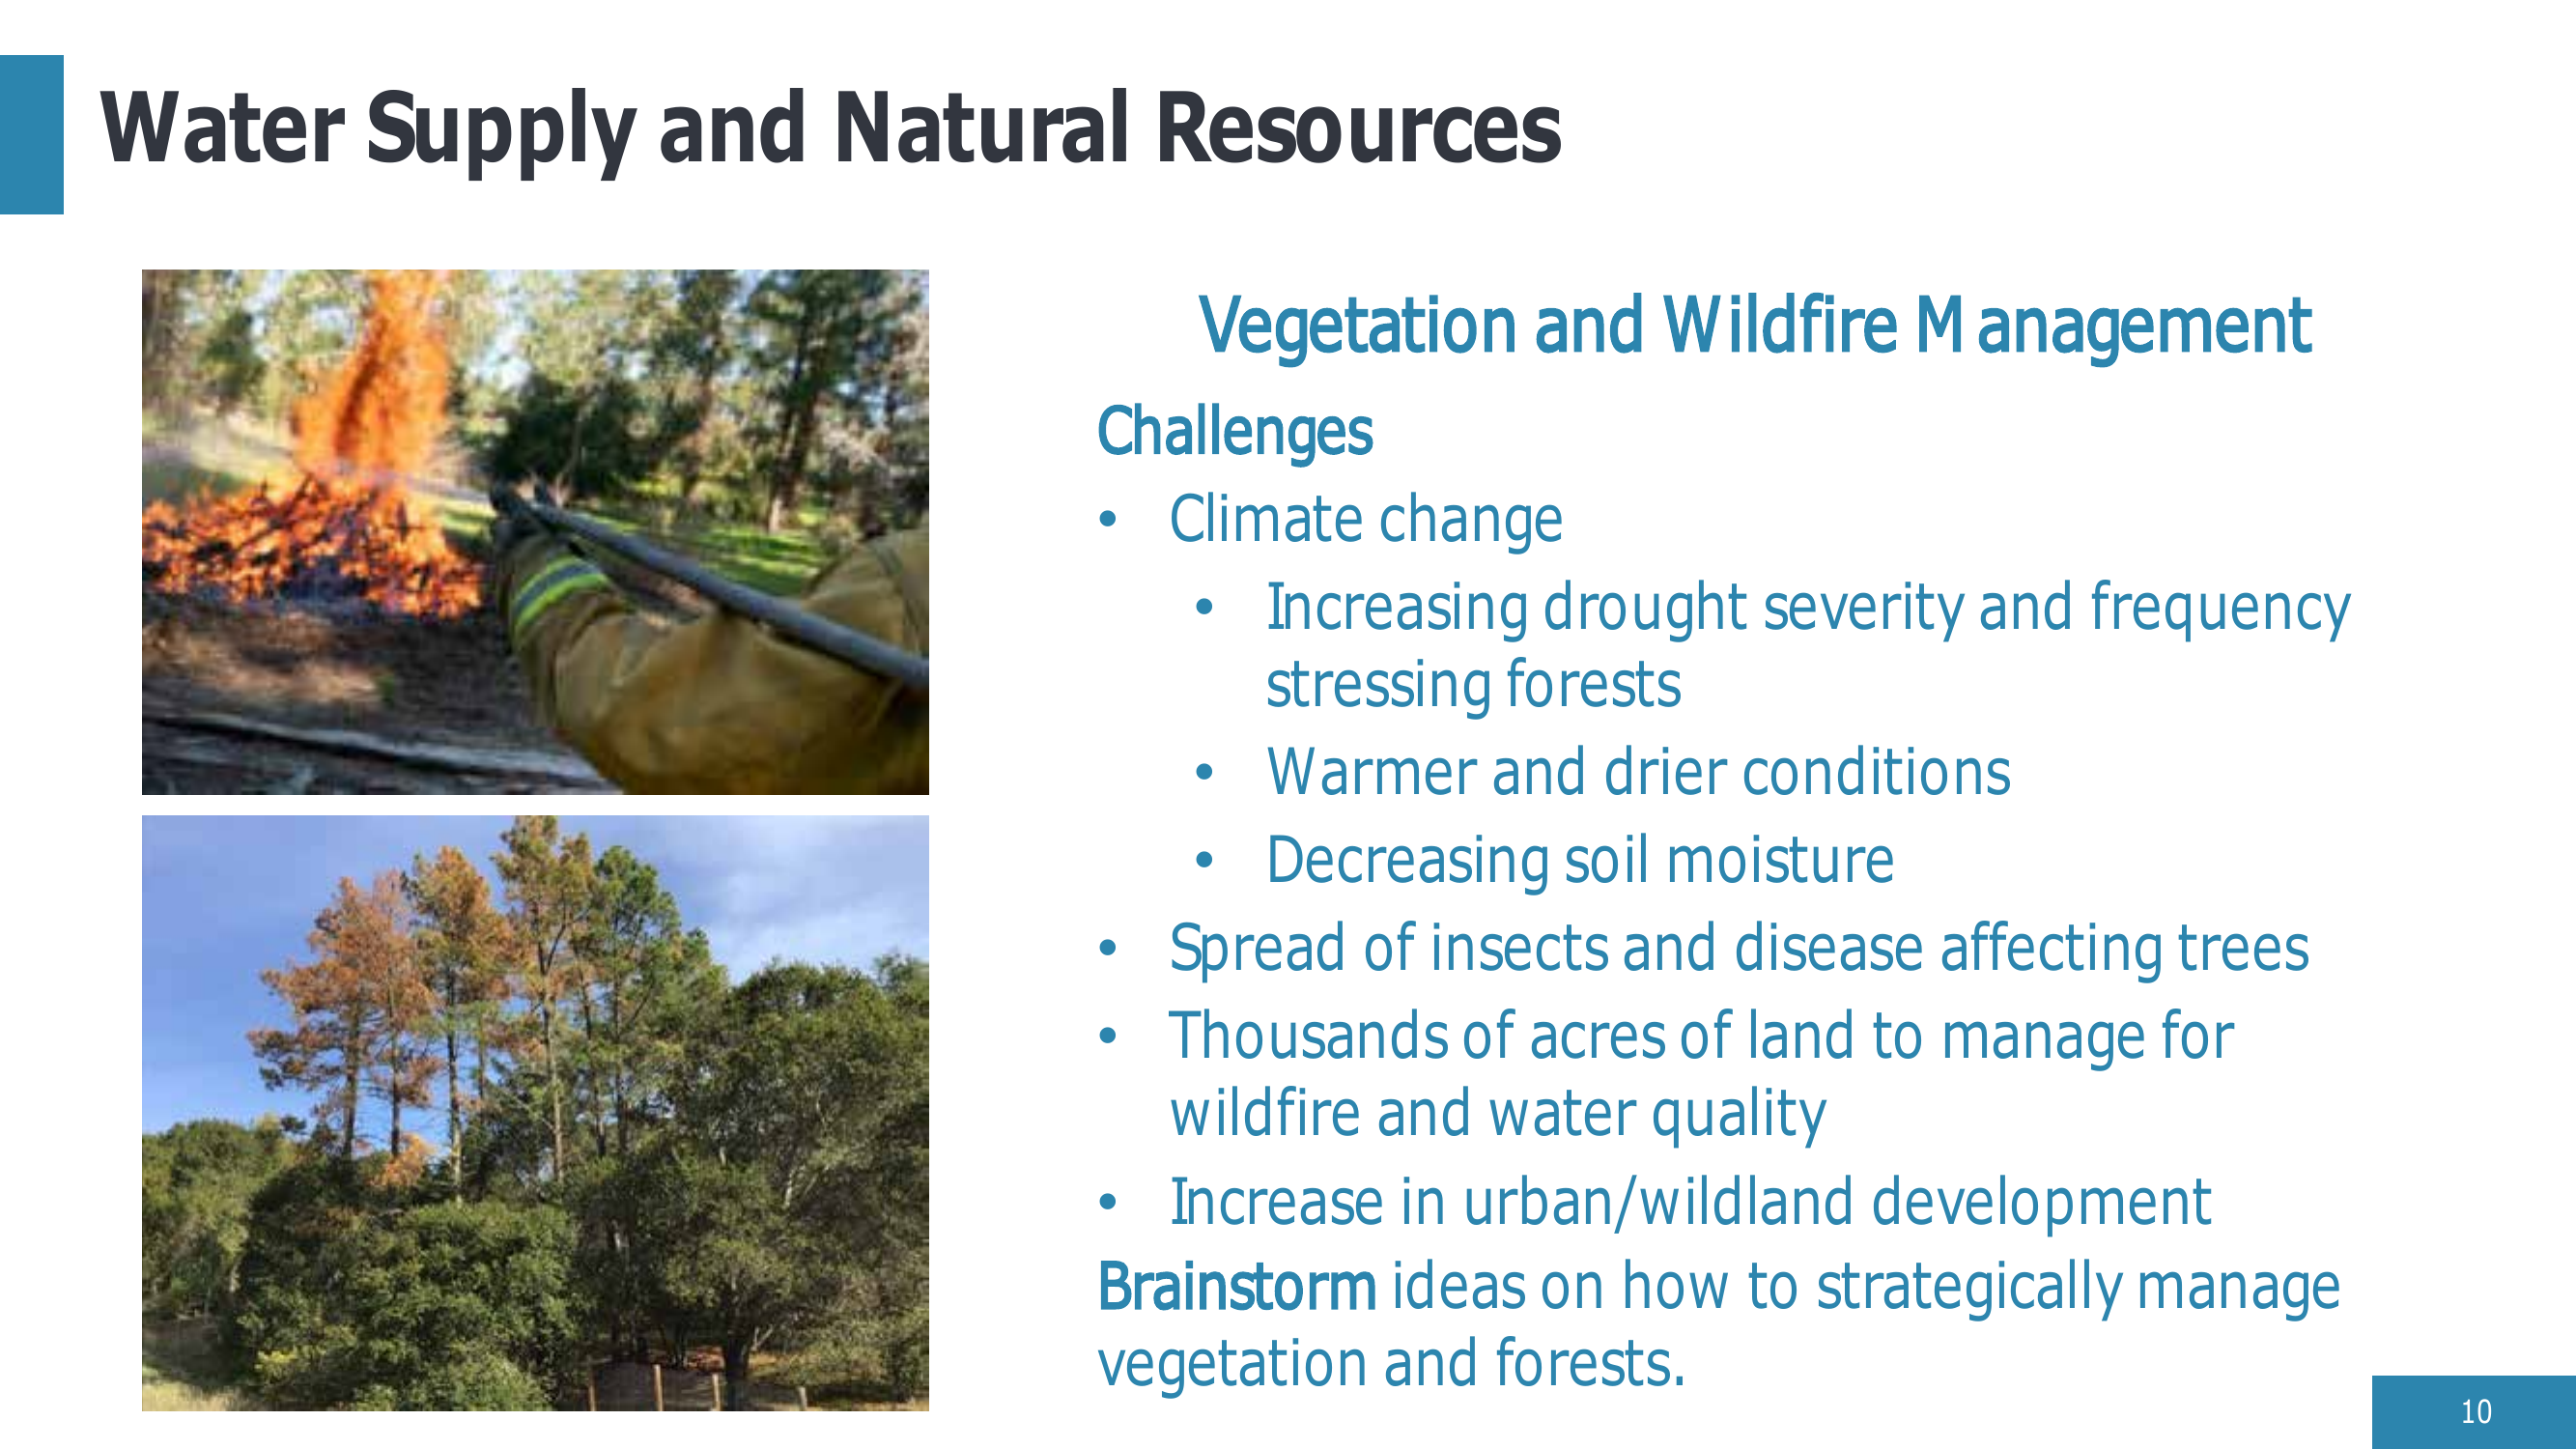 Water Supply and Natural Resources
Vegetation and Wildfire Management
Challenges
• Climate change
• Increasing drought severity and frequency
stressing forests
• Warmer and drier conditions
• Decreasing soil moisture
• Spread of insects and disease affecting trees
• Thousands of acres of land to manage for
wildfire and water quality
• Increase in urban/wildland development
Brainstorm ideas on how to strategically manage
vegetation and forests.
10